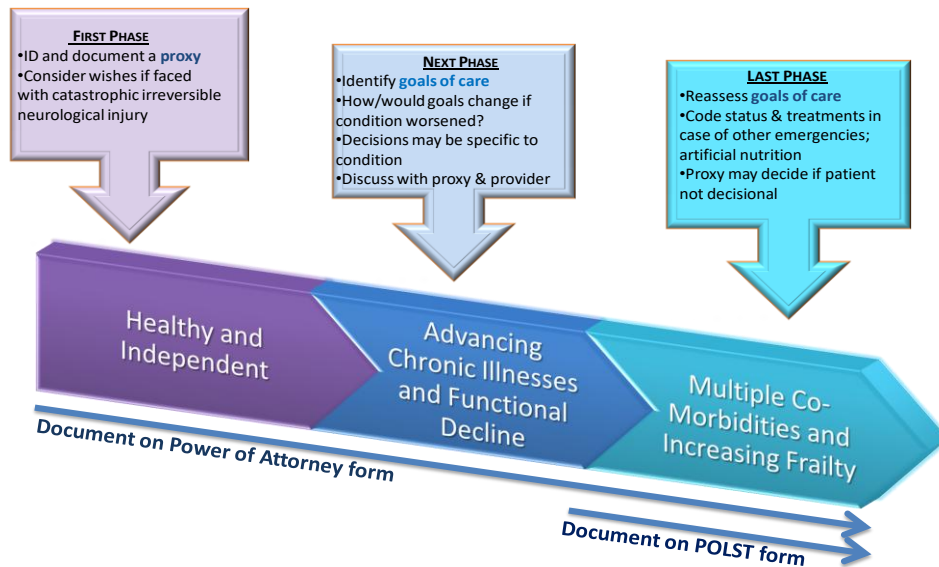 FIRST PHASE
•ID and document a proxy
•Consider wishes if faced
with catastrophic irreversible
neurological injury
NEXT PHASE
•Identify goals of care
•How/would goals change if
condition worsened?
•Decisions may be specific to
condition
•Discuss with proxy & provider
LAST PHASE
•Reassess goals of care
•Code status & treatments in
case of other emergencies;
artificial nutrition
•Proxy may decide if patient
not decisional
Healthy and
Independent
Advancing
Chronic Illnesses
and Functional
Decline
Multiple Co-
Morbidities and
Increasing Frailty
Document on Power of Attorney form
Document on POLST form